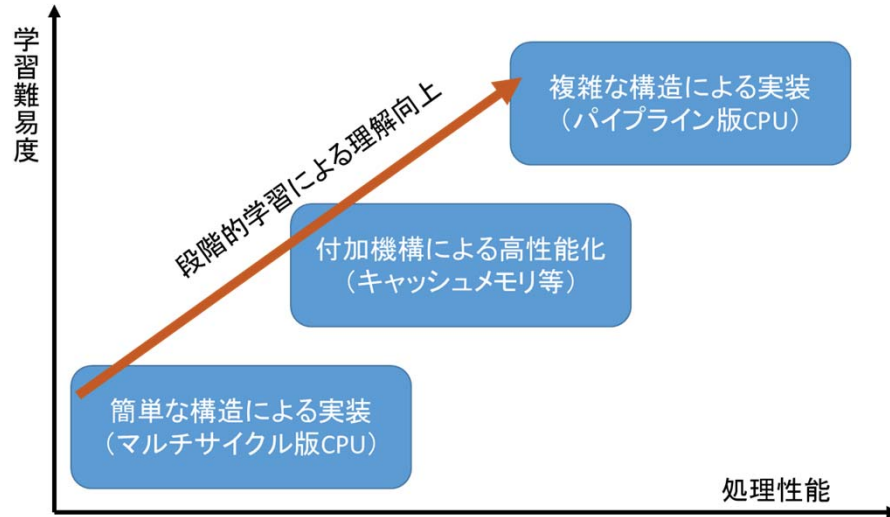 学習難易度
複雑な構造による実装
（パイプライン版CPU）
段階的学習による理解向上
付加機構による高性能化
（キャッシュメモリ等）
簡単な構造による実装
（マルチサイクル版CPU）
処理性能